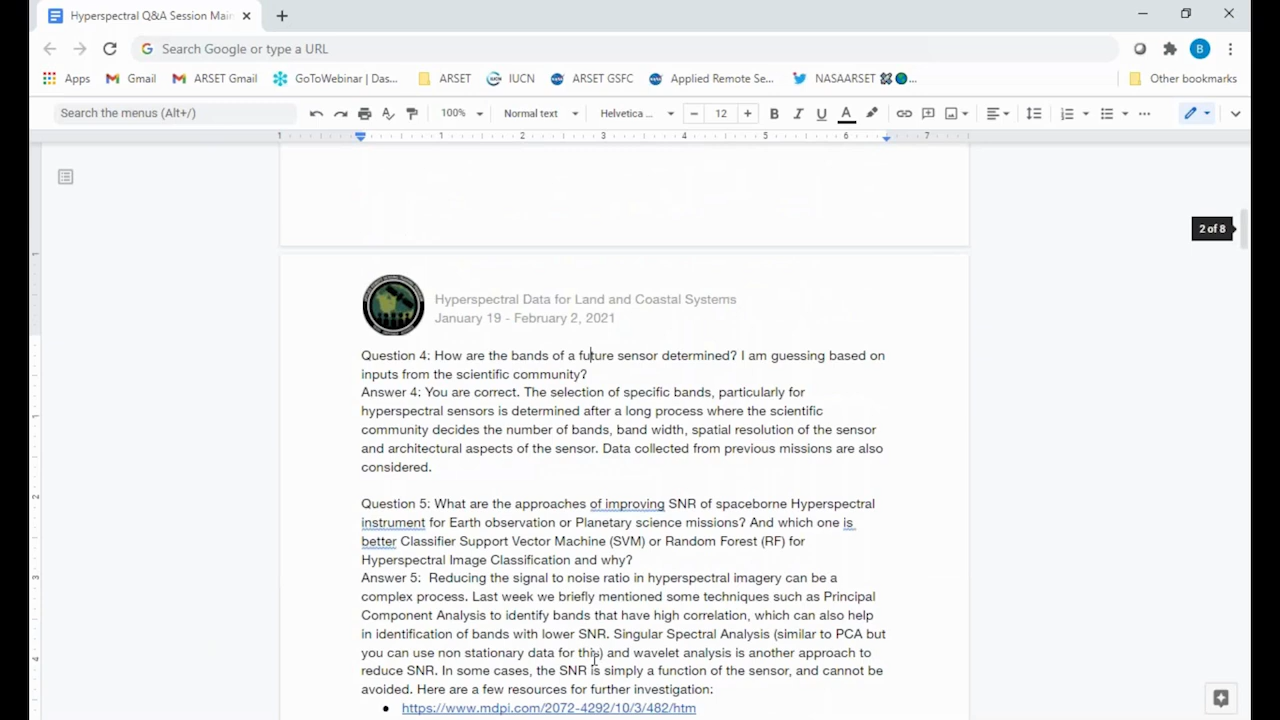 Hyperspectral Q&A Session Main
Search Google or type a URL
B
Apps
Gmail
ARSET Gmail
GoToWebinar | Das...
ARSET
IUCN
ARSET GSFC
Applied Remote Se...
NASAARSET 🛰🌎...
Other bookmarks
Search the menus (Alt+/)
100%
Normal text
Helvetica ...
12
B I U A
1 1 2 3 4 5 6 7
2 of 8
Hyperspectral Data for Land and Coastal Systems
January 19 - February 2, 2021
Question 4: How are the bands of a future sensor determined? I am guessing based on
inputs from the scientific community?
Answer 4: You are correct. The selection of specific bands, particularly for
hyperspectral sensors is determined after a long process where the scientific
community decides the number of bands, band width, spatial resolution of the sensor
and architectural aspects of the sensor. Data collected from previous missions are also
considered.
Question 5: What are the approaches of improving SNR of spaceborne Hyperspectral
instrument for Earth observation or Planetary science missions? And which one is
better Classifier Support Vector Machine (SVM) or Random Forest (RF) for
Hyperspectral Image Classification and why?
Answer 5:  Reducing the signal to noise ratio in hyperspectral imagery can be a
complex process. Last week we briefly mentioned some techniques such as Principal
Component Analysis to identify bands that have high correlation, which can also help
in identification of bands with lower SNR. Singular Spectral Analysis (similar to PCA but
you can use non stationary data for this) and wavelet analysis is another approach to
reduce SNR. In some cases, the SNR is simply a function of the sensor, and cannot be
avoided. Here are a few resources for further investigation:
● https://www.mdpi.com/2072-4292/10/3/482/htm